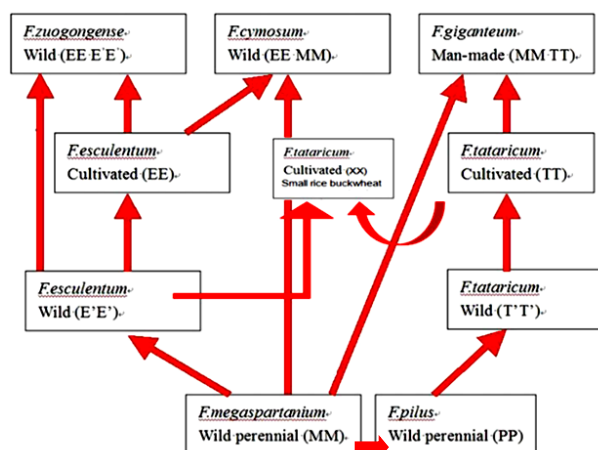 F.zuogongense
Wild (EE E'E')
F.cymosum
Wild (EE MM)
F.giganteum
Man-made (MM TT)
F.esculentum
Cultivated (EE)
F.tataricum
Cultivated (XX)
Small rice buckwheat
F.tataricum
Cultivated (TT)
F.esculentum
Wild (E'E')
F.tataricum
Wild (T'T')
F.megaspartanium
Wild perennial (MM)
F.pilus
Wild perennial (PP)